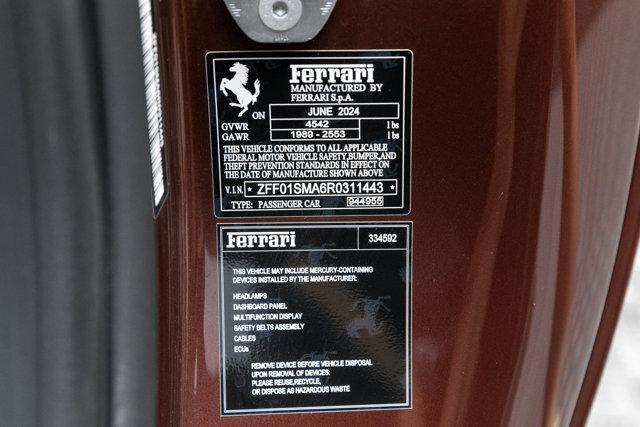 Ferrari
MANUFACTURED BY
FERRARI S.p.A.
ON JUNE 2024
GVWR 4542 lbs
GAWR 1989 - 2553 lbs
THIS VEHICLE CONFORMS TO ALL APPLICABLE
FEDERAL MOTOR VEHICLE SAFETY,BUMPER,AND
THEFT PREVENTION STANDARDS IN EFFECT ON
THE DATE OF MANUFACTURE SHOWN ABOVE
V.I.N. * ZFF01SMA6R0311443 *
TYPE: PASSENGER CAR 944955
Ferrari 334592
THIS VEHICLE MAY INCLUDE MERCURY-CONTAINING
DEVICES INSTALLED BY THE MANUFACTURER:
HEADLAMPS
DASHBOARD PANEL
MULTIFUNCTION DISPLAY
SAFETY BELTS ASSEMBLY
CABLES
ECUs
REMOVE DEVICE BEFORE VEHICLE DISPOSAL
UPON REMOVAL OF DEVICES:
PLEASE REUSE,RECYCLE,
OR DISPOSE AS HAZARDOUS WASTE